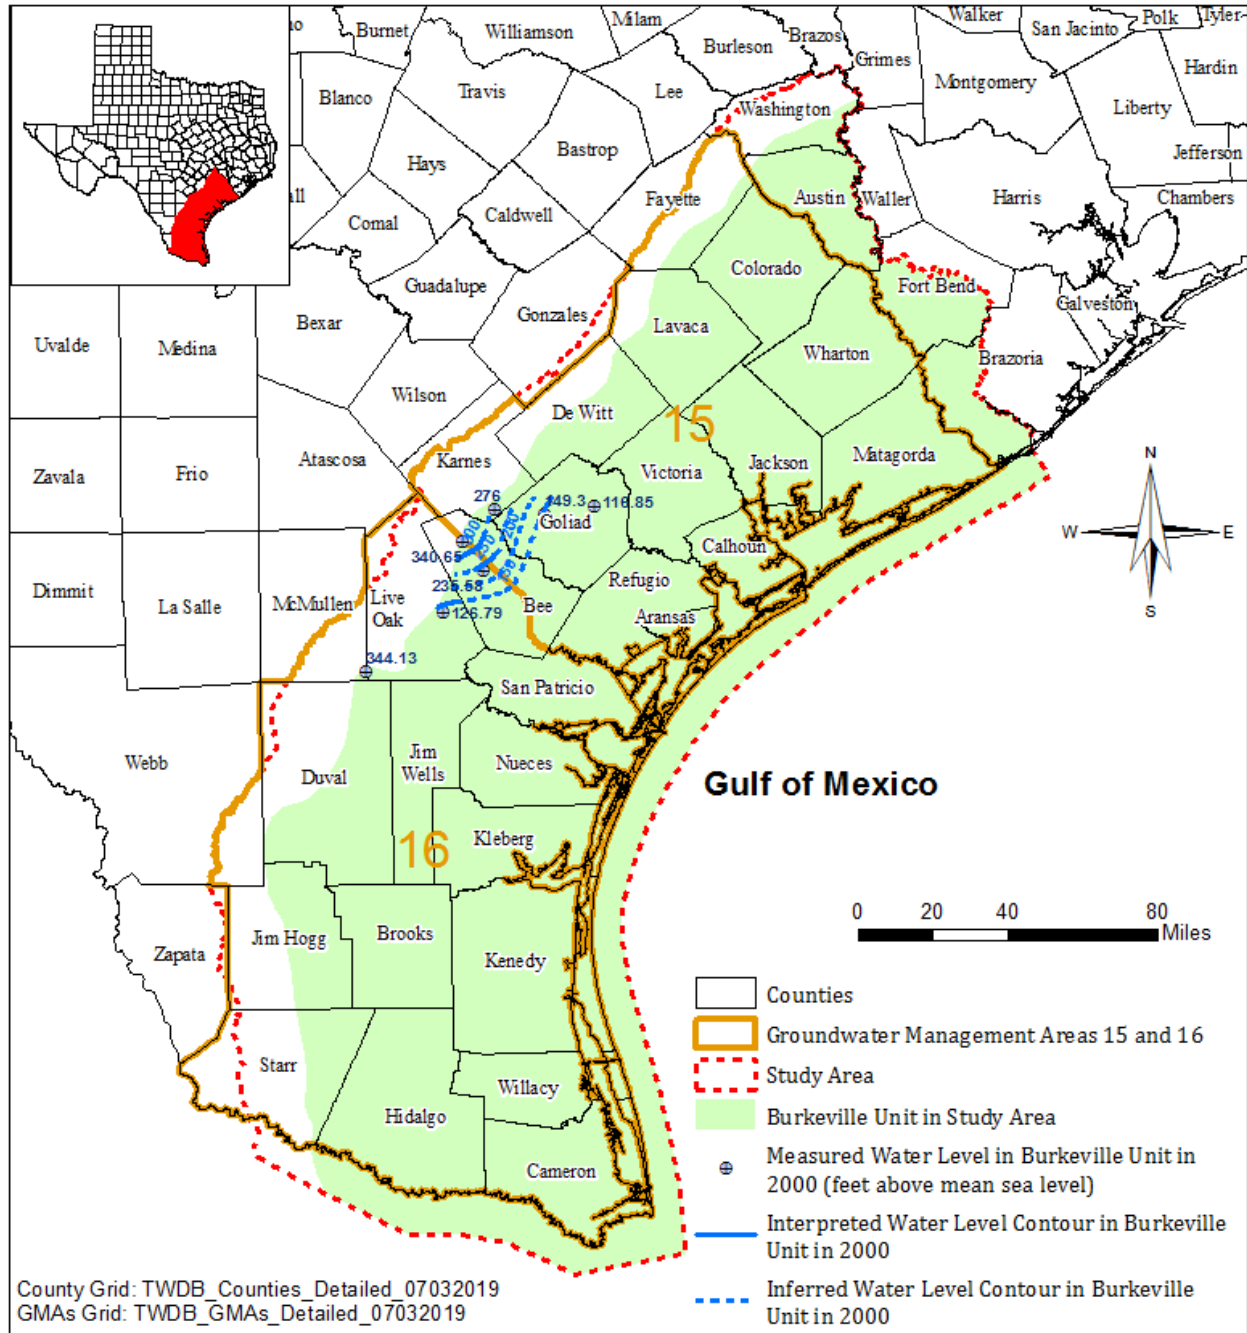 Milam
Walker
Polk
Tyler
San Jacinto
Burnet
Williamson
Burleson
Brazos
Grimes
Hardin
Montgomery
Blanco
Travis
Lee
Washington
Liberty
Jefferson
Hays
Bastrop
Chambers
Harris
Waller
Austin
Fayette
Caldwell
Comal
Colorado
Fort Bend
Guadalupe
Galveston
Gonzales
Bexar
Lavaca
Uvalde
Medina
Wharton
Brazoria
Wilson
De Witt
15
Atascosa
Karnes
Victoria
Jackson
Matagorda
Zavala
Frio
N
276
149.3
116.85
Goliad
200
W
E
S
340.65
Calhoun
235.58
Refugio
Dimmit
La Salle
McMullen
Live
Oak
126.79
Bee
Aransas
344.13
San Patricio
Webb
Duval
Jim
Wells
Nueces
Gulf of Mexico
16
Kleberg
0 20 40 80
Miles
Zapata
Jim Hogg
Brooks
Kenedy
Counties
Groundwater Management Areas 15 and 16
Starr
Study Area
Willacy
Hidalgo
Burkeville Unit in Study Area
Cameron
Measured Water Level in Burkeville Unit in
2000 (feet above mean sea level)
Interpreted Water Level Contour in Burkeville
Unit in 2000
Inferred Water Level Contour in Burkeville
Unit in 2000
County Grid: TWDB_Counties_Detailed_07032019
GMAs Grid: TWDB_GMAs_Detailed_07032019